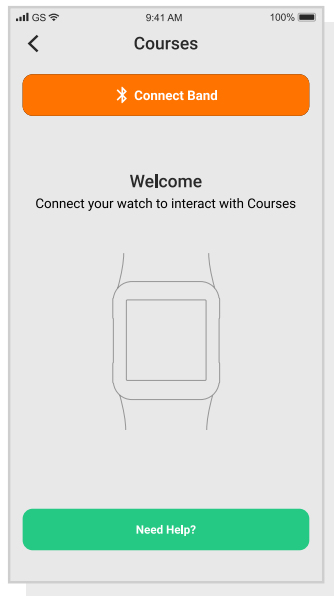 GS 9:41 AM 100%
Courses
Connect Band
Welcome
Connect your watch to interact with Courses
Need Help?